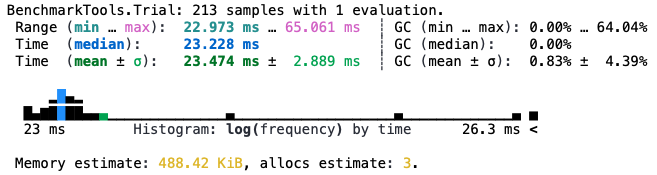 BenchmarkTools.Trial: 213 samples with 1 evaluation.
Range (min … max): 22.973 ms … 65.061 ms ┊ GC (min … max): 0.00% … 64.04%
Time (median): 23.228 ms ┊ GC (median): 0.00%
Time (mean ± σ): 23.474 ms ± 2.889 ms ┊ GC (mean ± σ): 0.83% ± 4.39%
23 ms Histogram: log(frequency) by time 26.3 ms <
Memory estimate: 488.42 KiB, allocs estimate: 3.